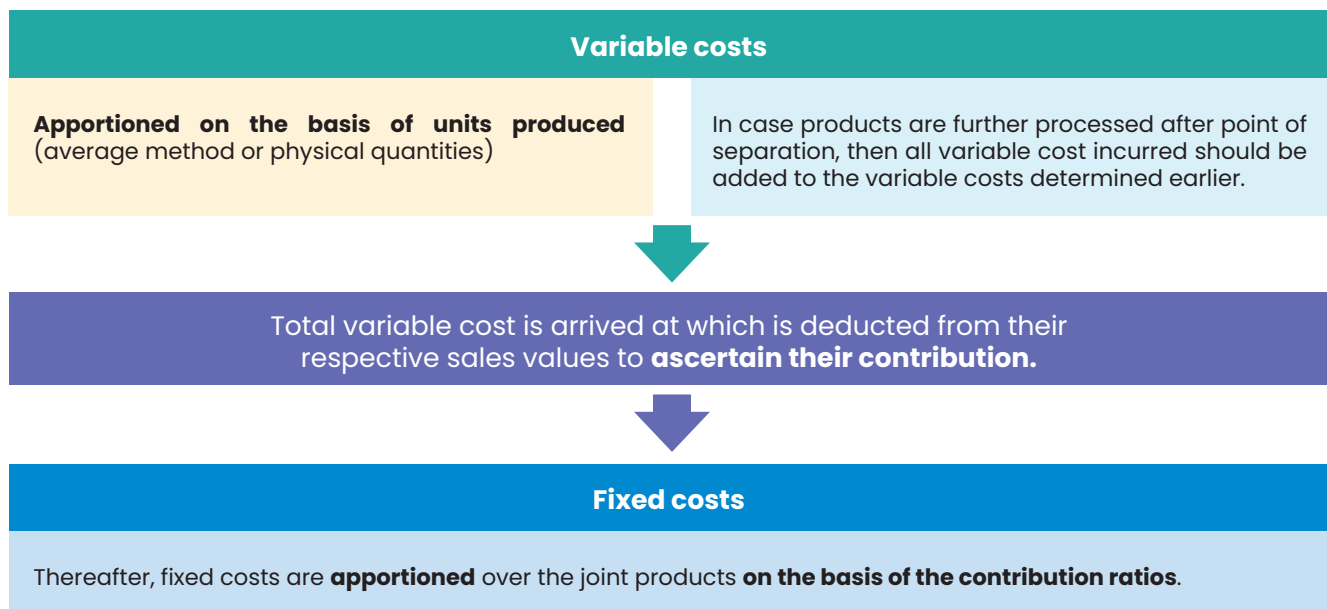 Variable costs
Apportioned on the basis of units produced
(average method or physical quantities)
In case products are further processed after point of
separation, then all variable cost incurred should be
added to the variable costs determined earlier.
Total variable cost is arrived at which is deducted from their
respective sales values to ascertain their contribution.
Fixed costs
Thereafter, fixed costs are apportioned over the joint products on the basis of the contribution ratios.